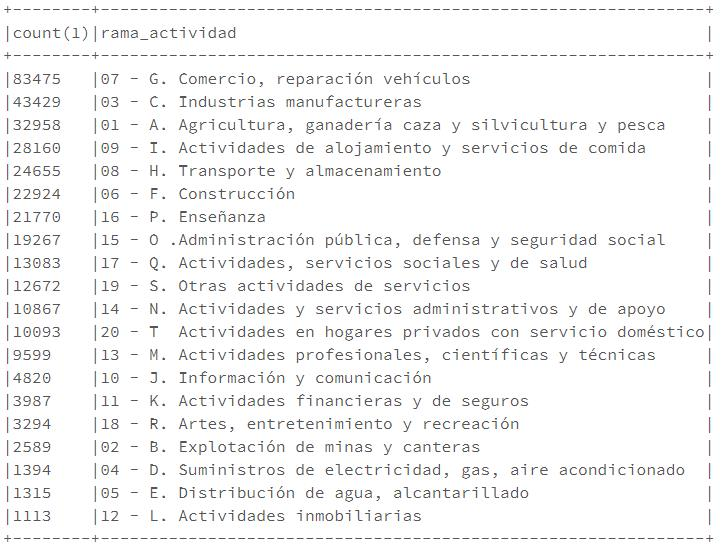 +--------+-------------------------------------------------------------+
|count(1)|rama_actividad                                               |
+--------+-------------------------------------------------------------+
|83475   |07 - G. Comercio, reparación vehículos                       |
|43429   |03 - C. Industrias manufactureras                            |
|32958   |01 - A. Agricultura, ganadería caza y silvicultura y pesca   |
|28160   |09 - I. Actividades de alojamiento y servicios de comida     |
|24655   |08 - H. Transporte y almacenamiento                          |
|22924   |06 - F. Construcción                                         |
|21770   |16 - P. Enseñanza                                            |
|19267   |15 - O .Administración pública, defensa y seguridad social   |
|13083   |17 - Q. Actividades, servicios sociales y de salud           |
|12672   |19 - S. Otras actividades de servicios                       |
|10867   |14 - N. Actividades y servicios administrativos y de apoyo   |
|10093   |20 - T  Actividades en hogares privados con servicio doméstico|
|9599    |13 - M. Actividades profesionales, científicas y técnicas    |
|4820    |10 - J. Información y comunicación                           |
|3987    |11 - K. Actividades financieras y de seguros                 |
|3294    |18 - R. Artes, entretenimiento y recreación                  |
|2589    |02 - B. Explotación de minas y canteras                      |
|1394    |04 - D. Suministros de electricidad, gas, aire acondicionado |
|1315    |05 - E. Distribución de agua, alcantarillado                 |
|1113    |12 - L. Actividades inmobiliarias                            |
+--------+-------------------------------------------------------------+